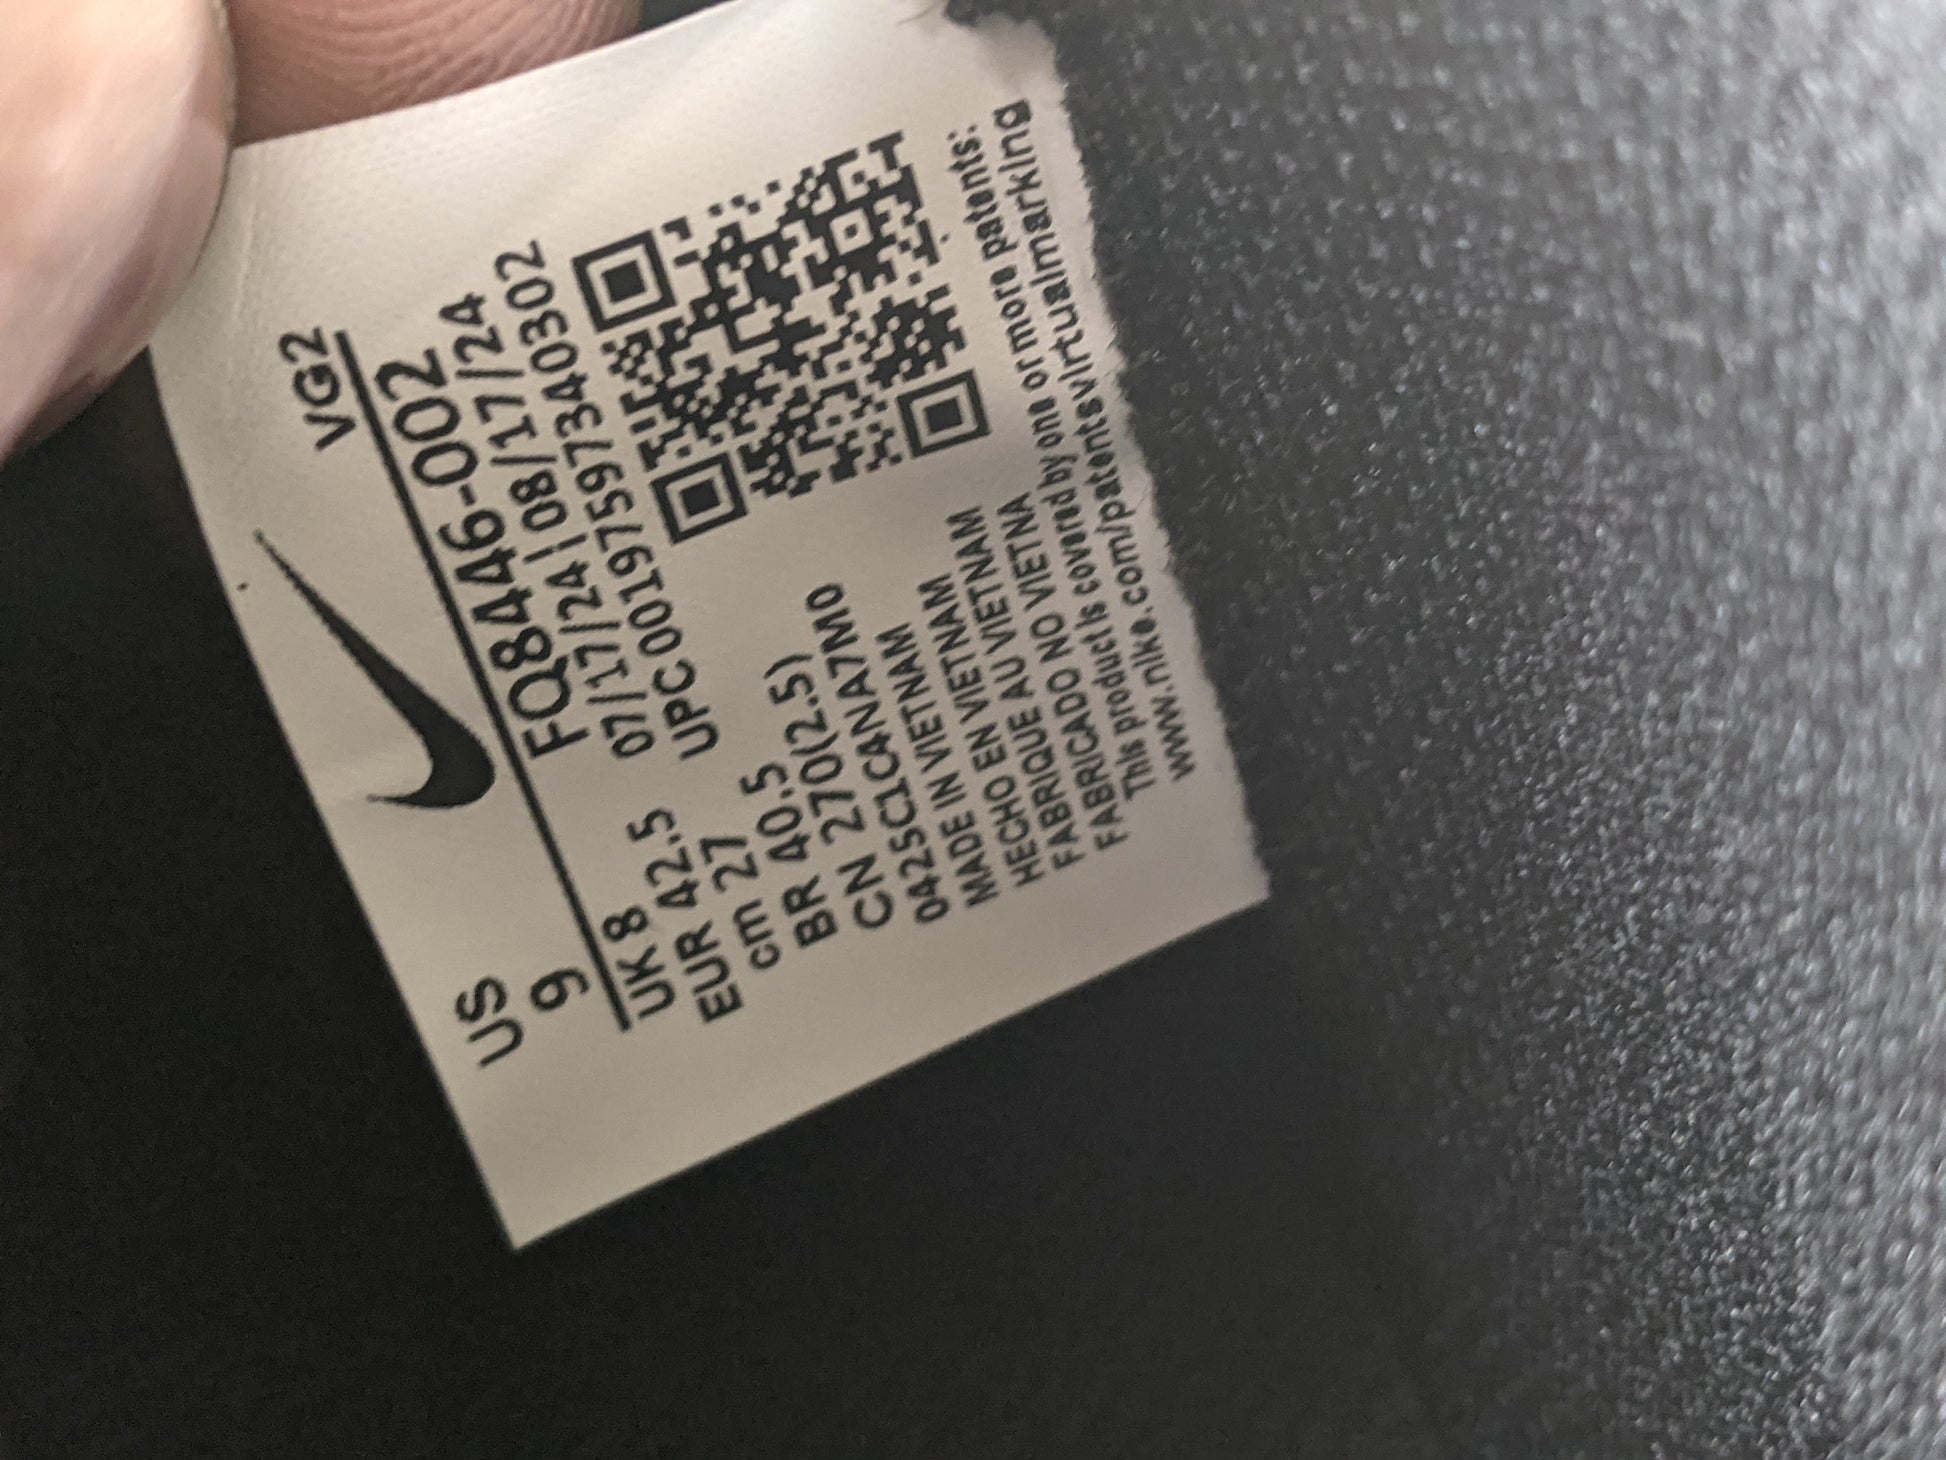 VG2
US
9
FQ8446-002
07/17/24 | 08/17/24
UPC 00197597340302
UK 8
EUR 42.5
cm 27
BR 40.5
CN 270(2.5)
0425CLC4NA7M0
MADE IN VIETNAM
HECHO EN VIETNAM
FABRIQUE AU VIETNAM
FABRICADO NO VIETNA
This product is covered by one or more patents:
www.nike.com/patentsvirtualmarking